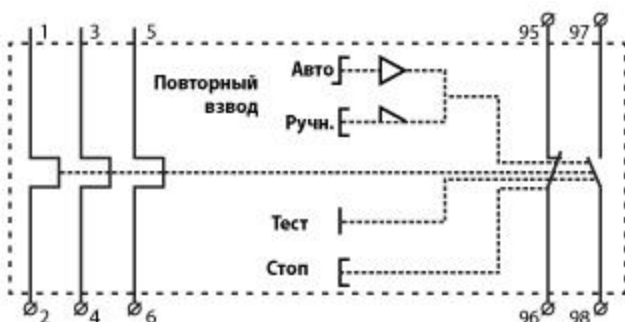 1 3 5 95 97
Авто
Повторный
взвод
Ручн.
Тест
Стоп
2 4 6 96 98